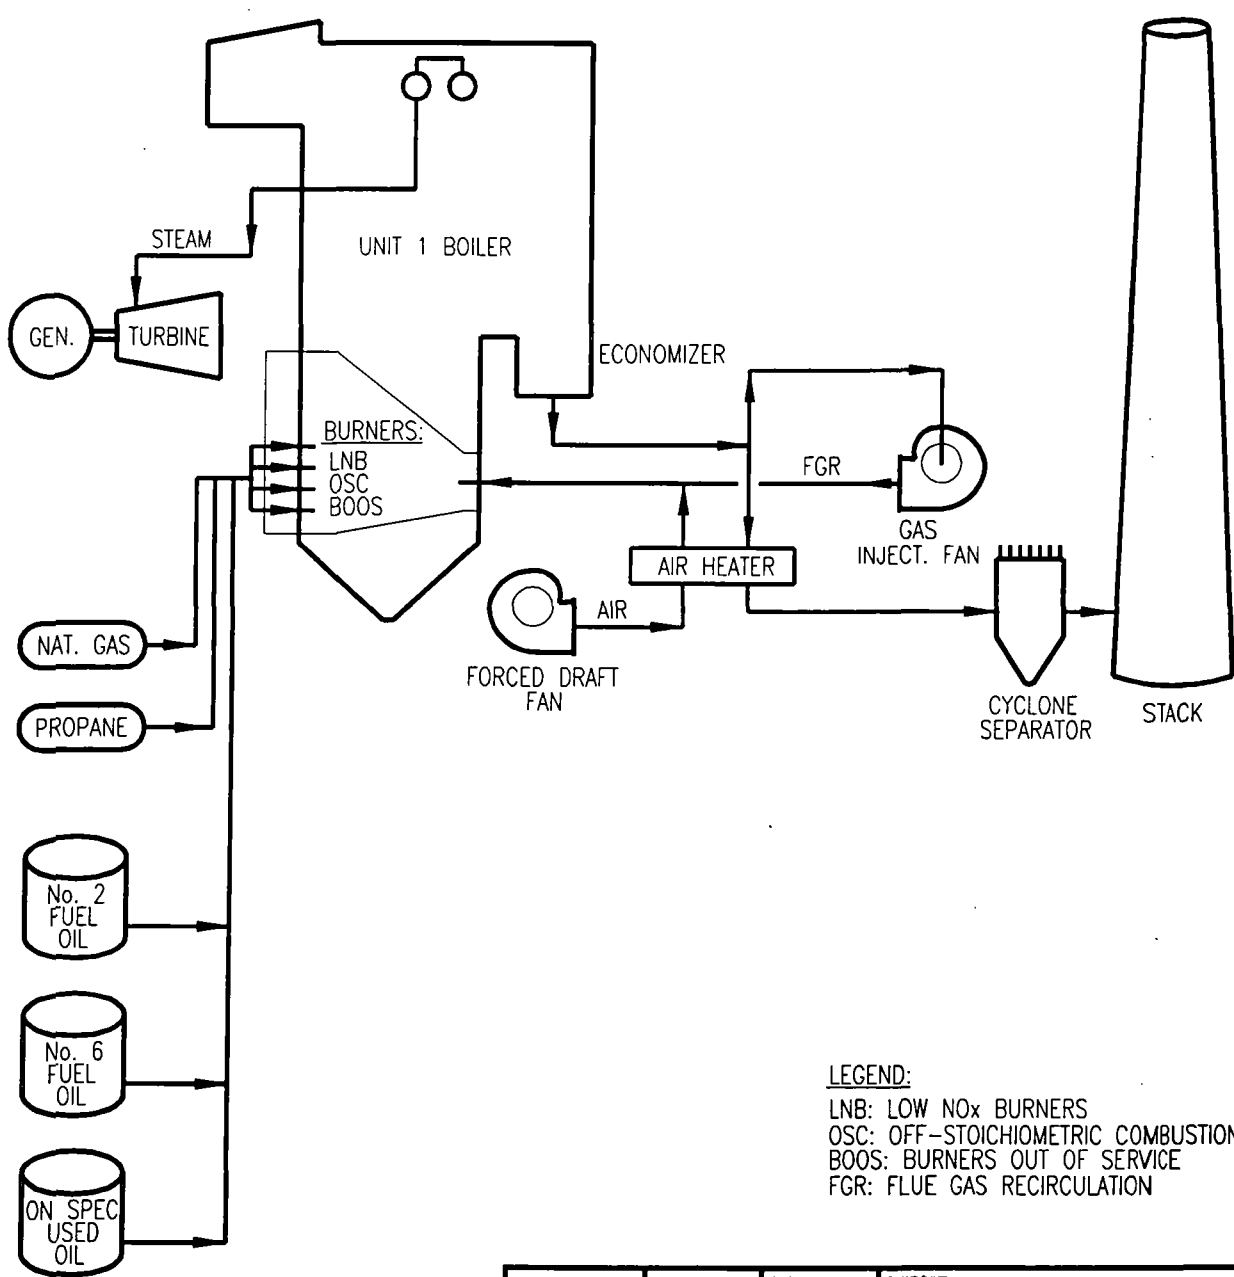 STEAM
UNIT 1 BOILER
GEN.
TURBINE
ECONOMIZER
BURNERS:
LNB
OSC
BOOS
FGR
GAS
INJECT. FAN
AIR HEATER
AIR
FORCED DRAFT
FAN
NAT. GAS
PROPANE
CYCLONE
SEPARATOR
STACK
No. 2
FUEL
OIL
No. 6
FUEL
OIL
ON SPEC
USED
OIL
LEGEND:
LNB: LOW NOx BURNERS
OSC: OFF-STOICHIOMETRIC COMBUSTION
BOOS: BURNERS OUT OF SERVICE
FGR: FLUE GAS RECIRCULATION